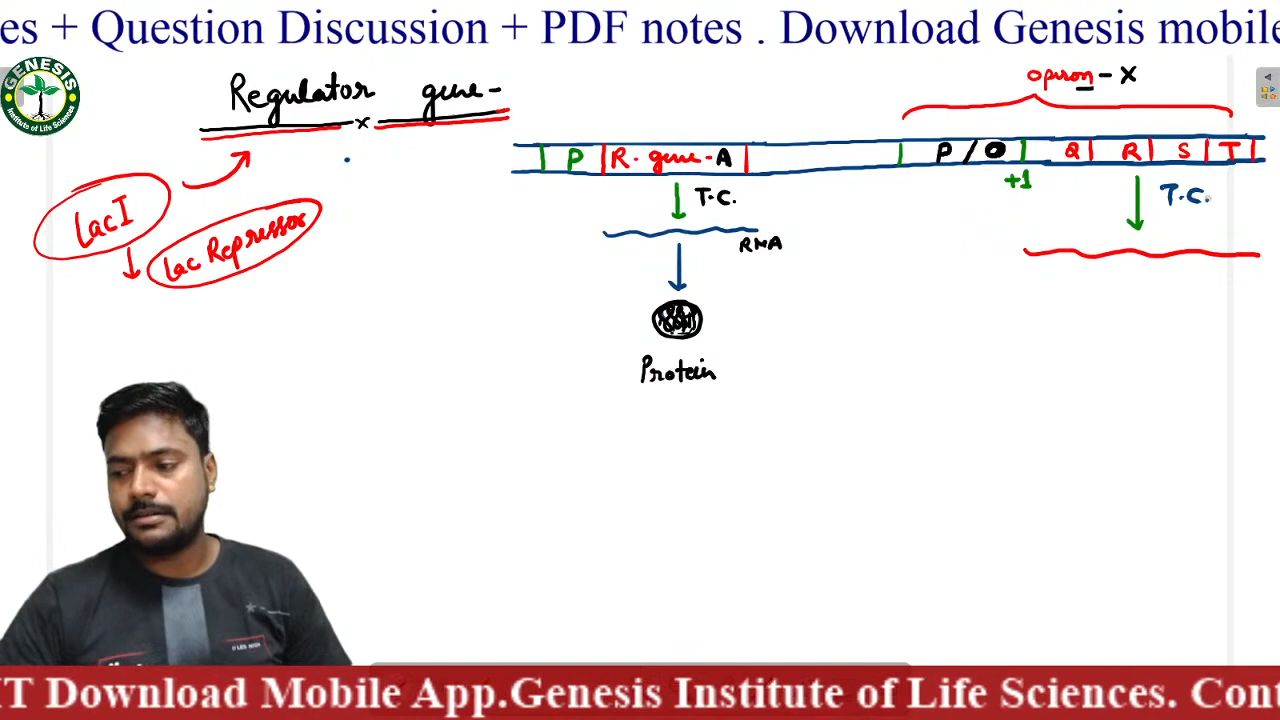 es + Question Discussion + PDF notes . Download Genesis mobile
GENESIS
Institute of Life Sciences
Regulator gene-
x
operon - X
P R. gene-A
P / O Q R S T
+1
T.C.
T.C.
RNA
Protein
LacI
Lac Repressor
IT Download Mobile App.Genesis Institute of Life Sciences. Cont